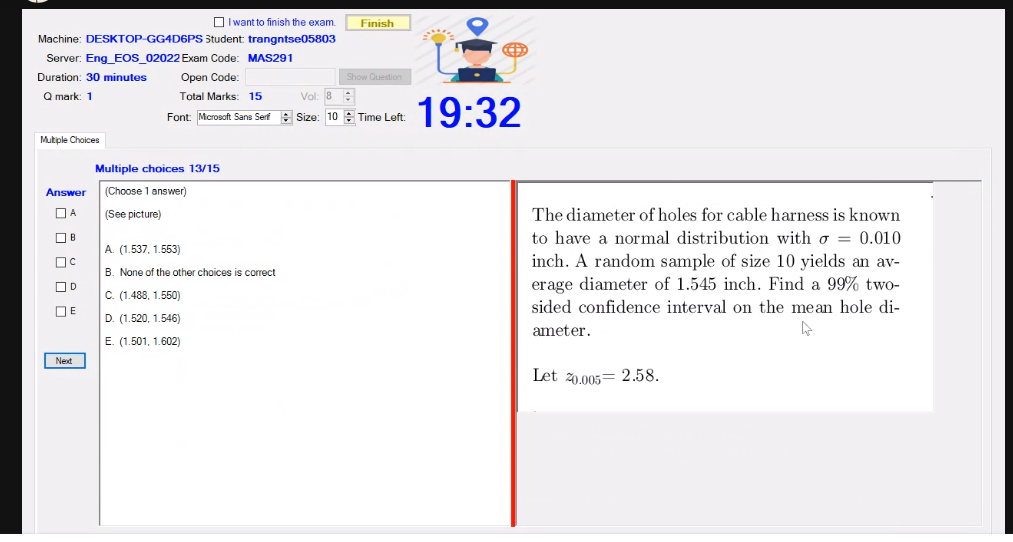 I want to finish the exam. Finish
Machine: DESKTOP-GG4D6PS Student: trangntse05803
Server: Eng_EOS_02022 Exam Code: MAS291
Duration: 30 minutes Open Code: Show Question
Q mark: 1 Total Marks: 15 Vol: 8
Font: Microsoft Sans Serif Size: 10 Time Left: 19:32
Multiple Choices
Multiple choices 13/15
Answer
A
B
C
D
E
Next
(Choose 1 answer)
(See picture)
A. (1.537, 1.553)
B. None of the other choices is correct
C. (1.488, 1.550)
D. (1.520, 1.546)
E. (1.501, 1.602)
The diameter of holes for cable harness is known
to have a normal distribution with σ = 0.010
inch. A random sample of size 10 yields an av-
erage diameter of 1.545 inch. Find a 99% two-
sided confidence interval on the mean hole di-
ameter.
Let z0.005= 2.58.